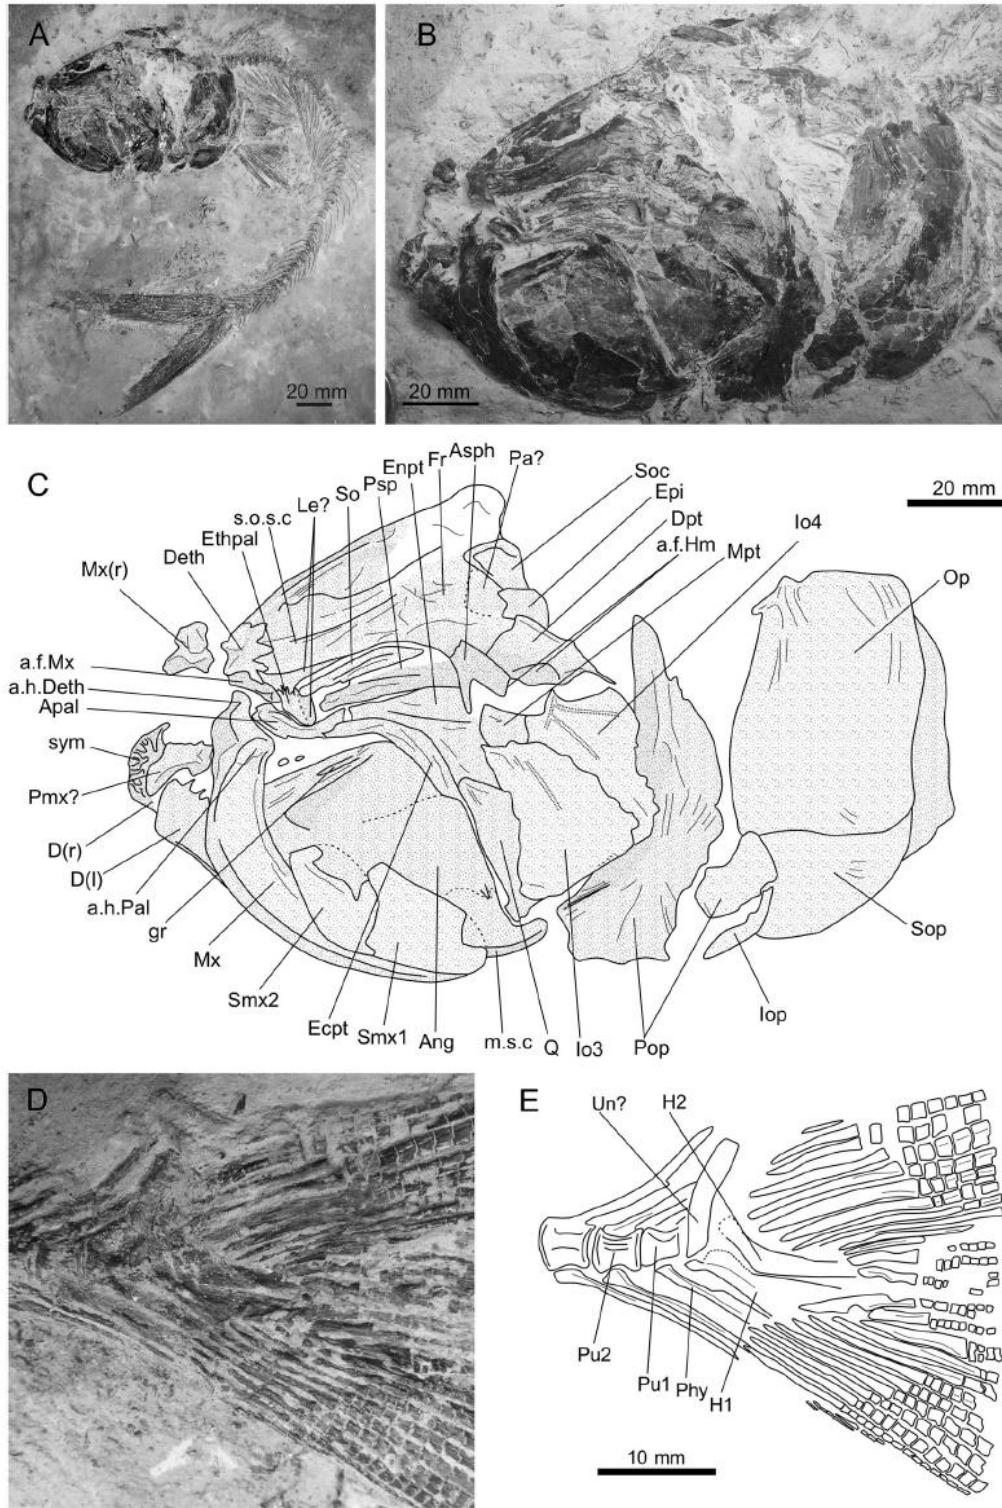 A
B
20 mm
20 mm
C
Enpt Fr Asph Pa?
Psp
So
Le?
s.o.s.c
Ethpal
Deth
Mx(r)
Soc
Epi
Dpt
a.f.Hm
Mpt
Io4
20 mm
Op
a.f.Mx
a.h.Deth
Apal
sym
Pmx?
D(r)
D(l)
a.h.Pal
gr
Mx
Smx2
Ecpt
Smx1
Ang
m.s.c
Q
Io3
Pop
Iop
Sop
D
E
Un?
H2
Pu2
Pu1
Phy
H1
10 mm